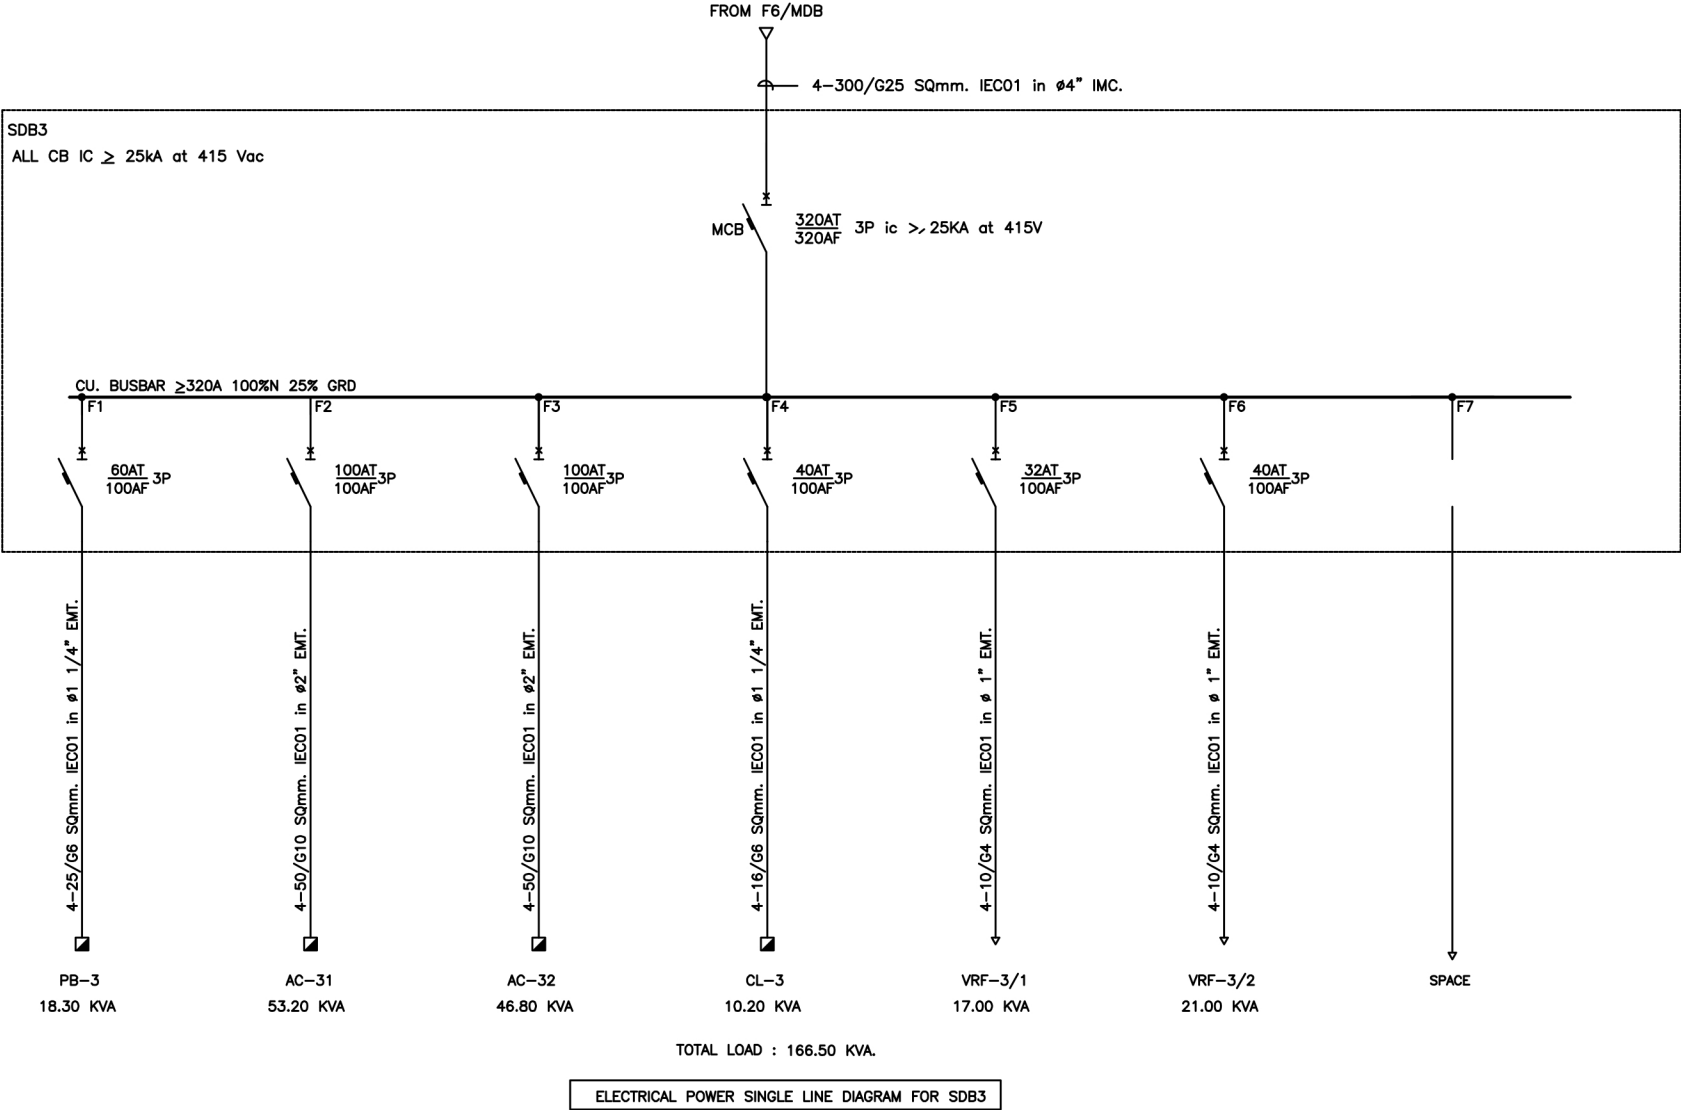 FROM F6/MDB
4-300/G25 SQmm. IEC01 in ø4" IMC.
SDB3
ALL CB IC ≥ 25kA at 415 Vac
MCB
320AT
320AF
3P ic >, 25KA at 415V
CU. BUSBAR ≥320A 100%N 25% GRD
F1
F2
F3
F4
F5
F6
F7
60AT
100AF
3P
100AT
100AF
3P
100AT
100AF
3P
40AT
100AF
3P
32AT
100AF
3P
40AT
100AF
3P
4-25/G6 SQmm. IEC01 in ø1 1/4" EMT.
4-50/G10 SQmm. IEC01 in ø2" EMT.
4-50/G10 SQmm. IEC01 in ø2" EMT.
4-16/G6 SQmm. IEC01 in ø1 1/4" EMT.
4-10/G4 SQmm. IEC01 in ø 1" EMT.
4-10/G4 SQmm. IEC01 in ø 1" EMT.
PB-3
18.30 KVA
AC-31
53.20 KVA
AC-32
46.80 KVA
CL-3
10.20 KVA
VRF-3/1
17.00 KVA
VRF-3/2
21.00 KVA
SPACE
TOTAL LOAD : 166.50 KVA.
ELECTRICAL POWER SINGLE LINE DIAGRAM FOR SDB3